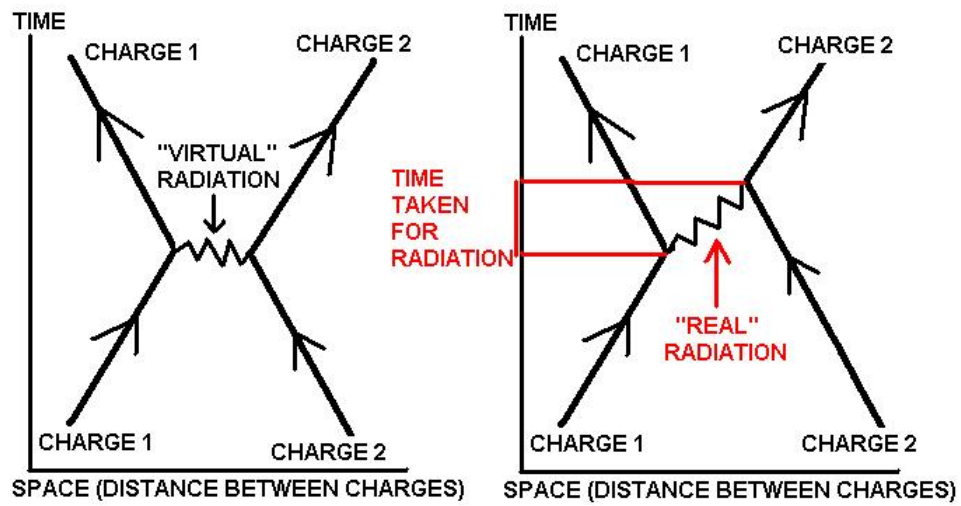 TIME
CHARGE 1
CHARGE 2
"VIRTUAL"
RADIATION
CHARGE 1
CHARGE 2
SPACE (DISTANCE BETWEEN CHARGES)
TIME
CHARGE 1
CHARGE 2
TIME
TAKEN
FOR
RADIATION
"REAL"
RADIATION
CHARGE 1
CHARGE 2
SPACE (DISTANCE BETWEEN CHARGES)